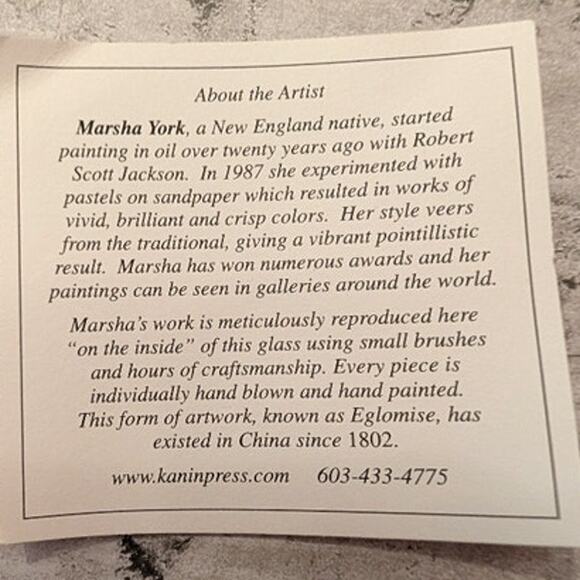 About the Artist
Marsha York, a New England native, started
painting in oil over twenty years ago with Robert
Scott Jackson. In 1987 she experimented with
pastels on sandpaper which resulted in works of
vivid, brilliant and crisp colors. Her style veers
from the traditional, giving a vibrant pointillistic
result. Marsha has won numerous awards and her
paintings can be seen in galleries around the world.
Marsha's work is meticulously reproduced here
"on the inside" of this glass using small brushes
and hours of craftsmanship. Every piece is
individually hand blown and hand painted.
This form of artwork, known as Eglomise, has
existed in China since 1802.
www.kaninpress.com 603-433-4775